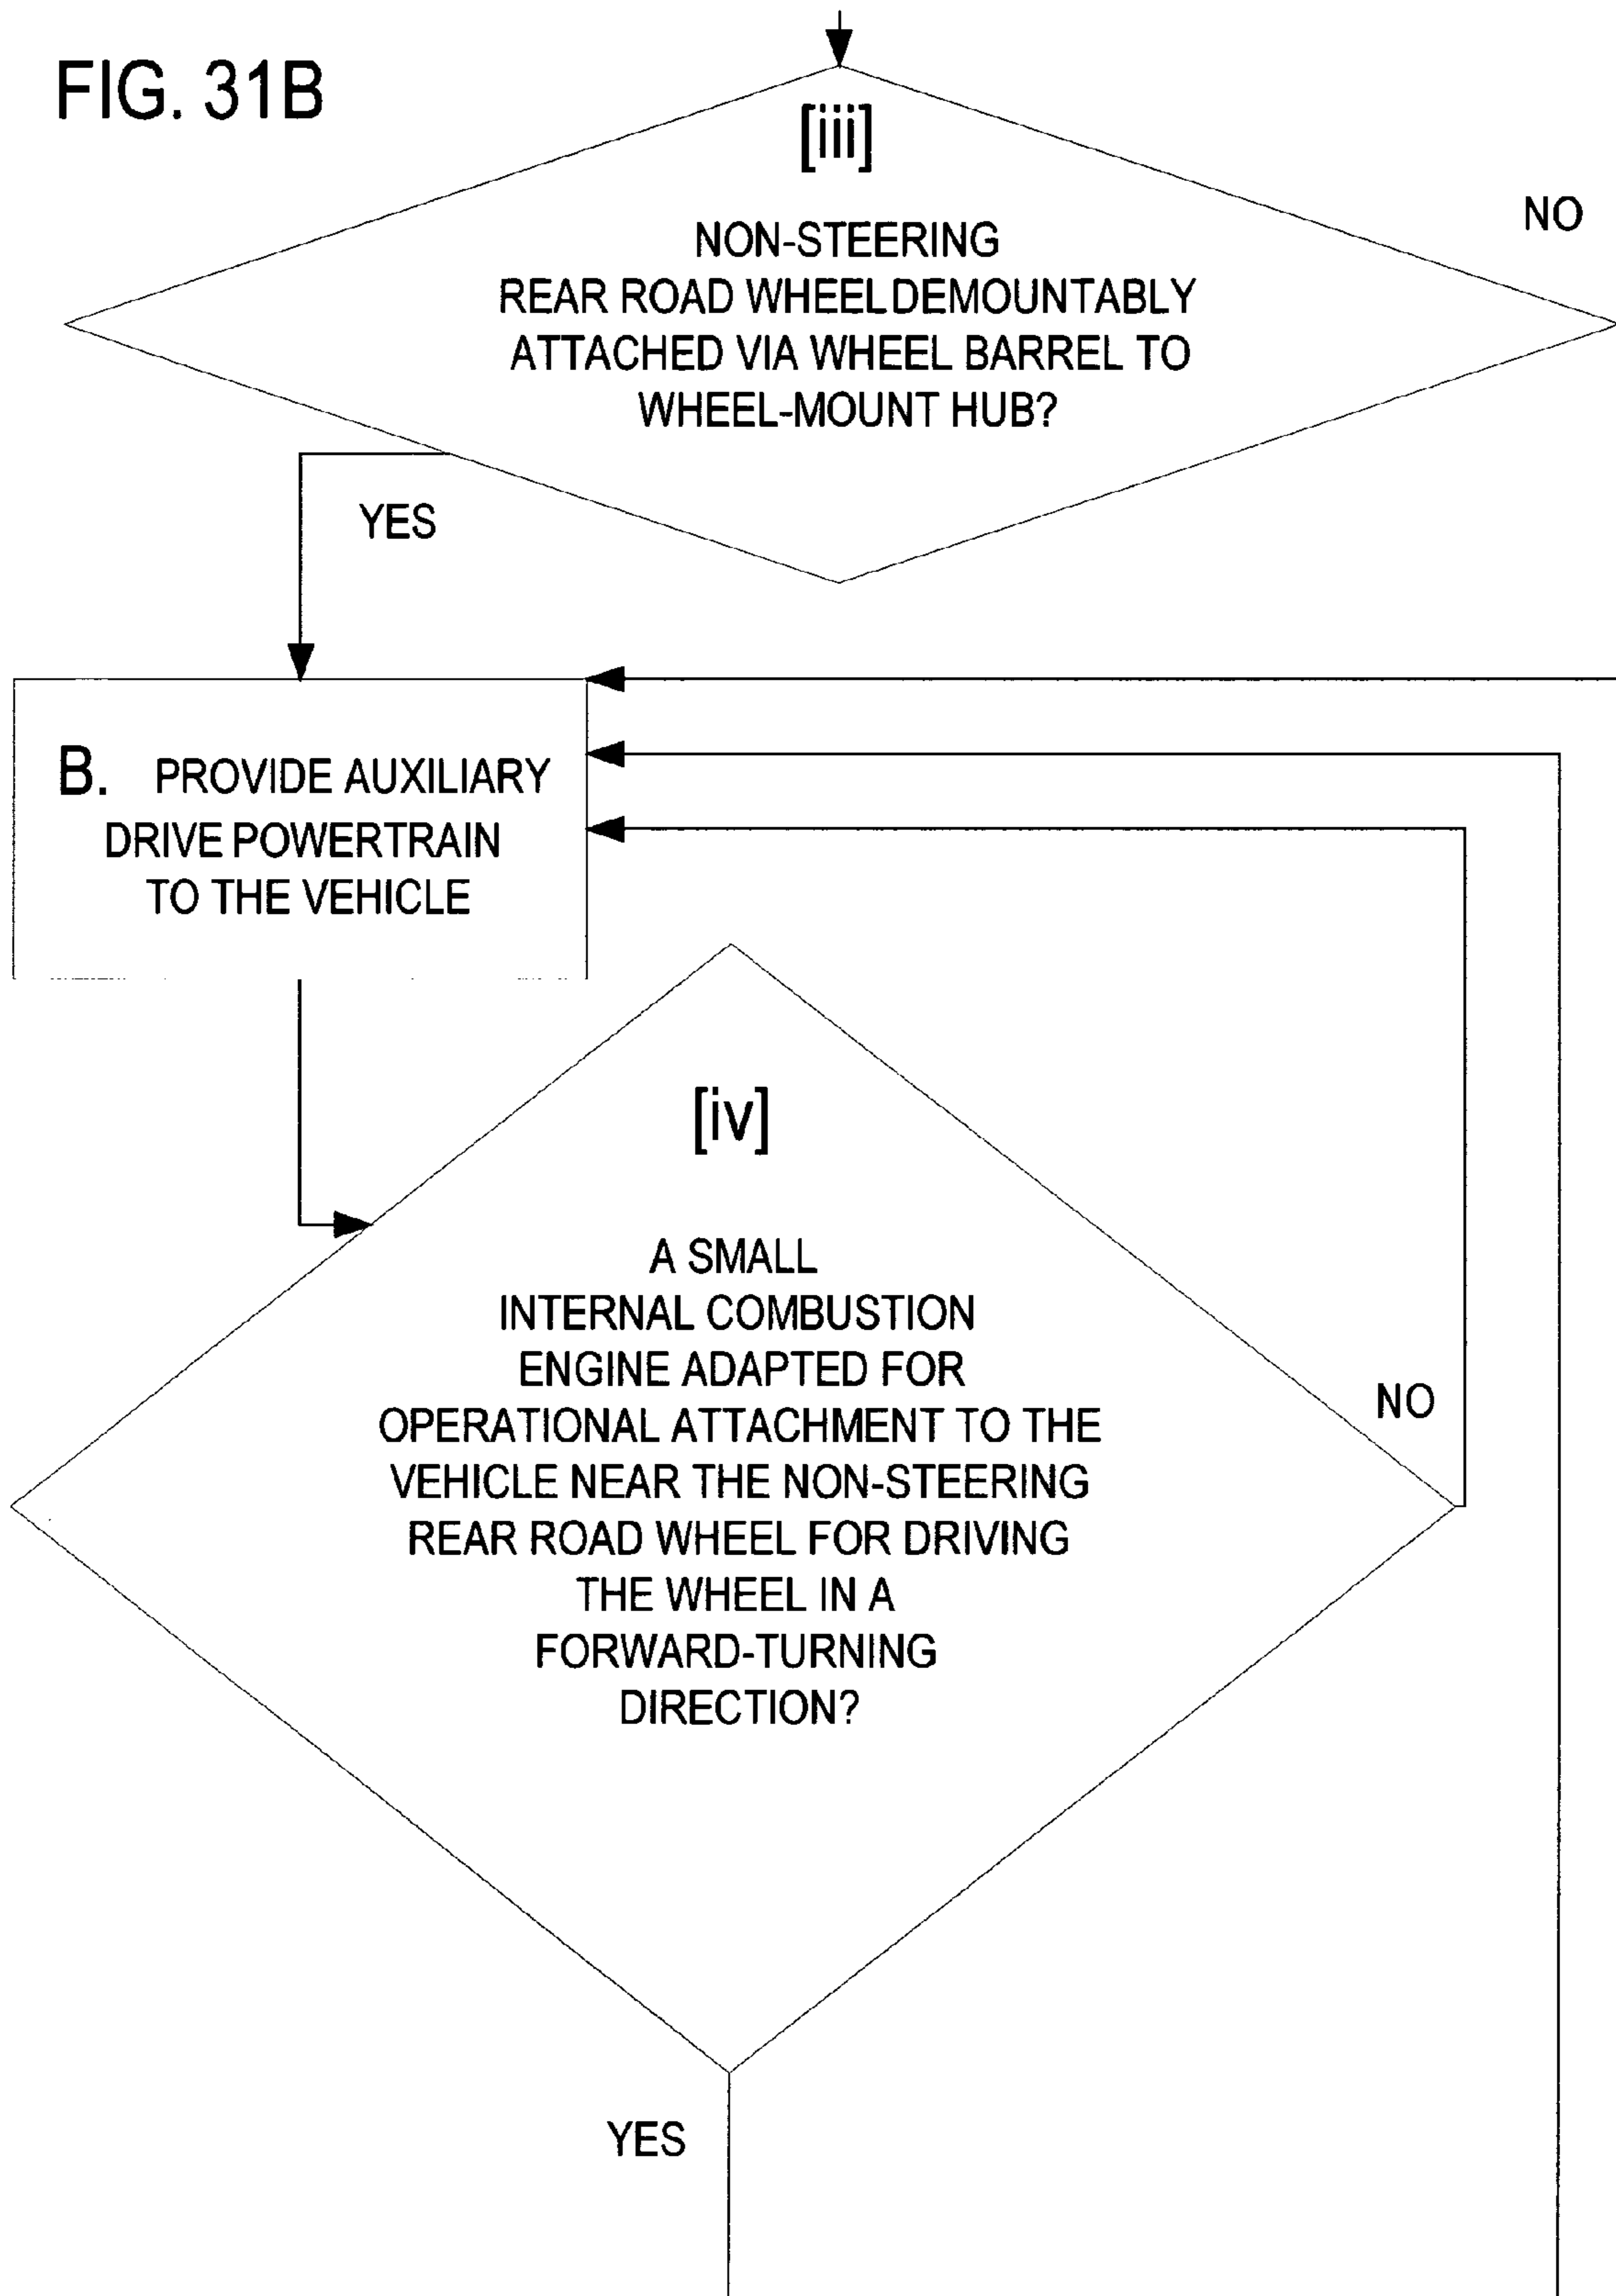 FIG. 31B
[iii]
NON-STEERING
REAR ROAD WHEELDEMOUNTABLY
ATTACHED VIA WHEEL BARREL TO
WHEEL-MOUNT HUB?
NO
YES
B. PROVIDE AUXILIARY
DRIVE POWERTRAIN
TO THE VEHICLE
[iv]
A SMALL
INTERNAL COMBUSTION
ENGINE ADAPTED FOR
OPERATIONAL ATTACHMENT TO THE
VEHICLE NEAR THE NON-STEERING
REAR ROAD WHEEL FOR DRIVING
THE WHEEL IN A
FORWARD-TURNING
DIRECTION?
NO
YES